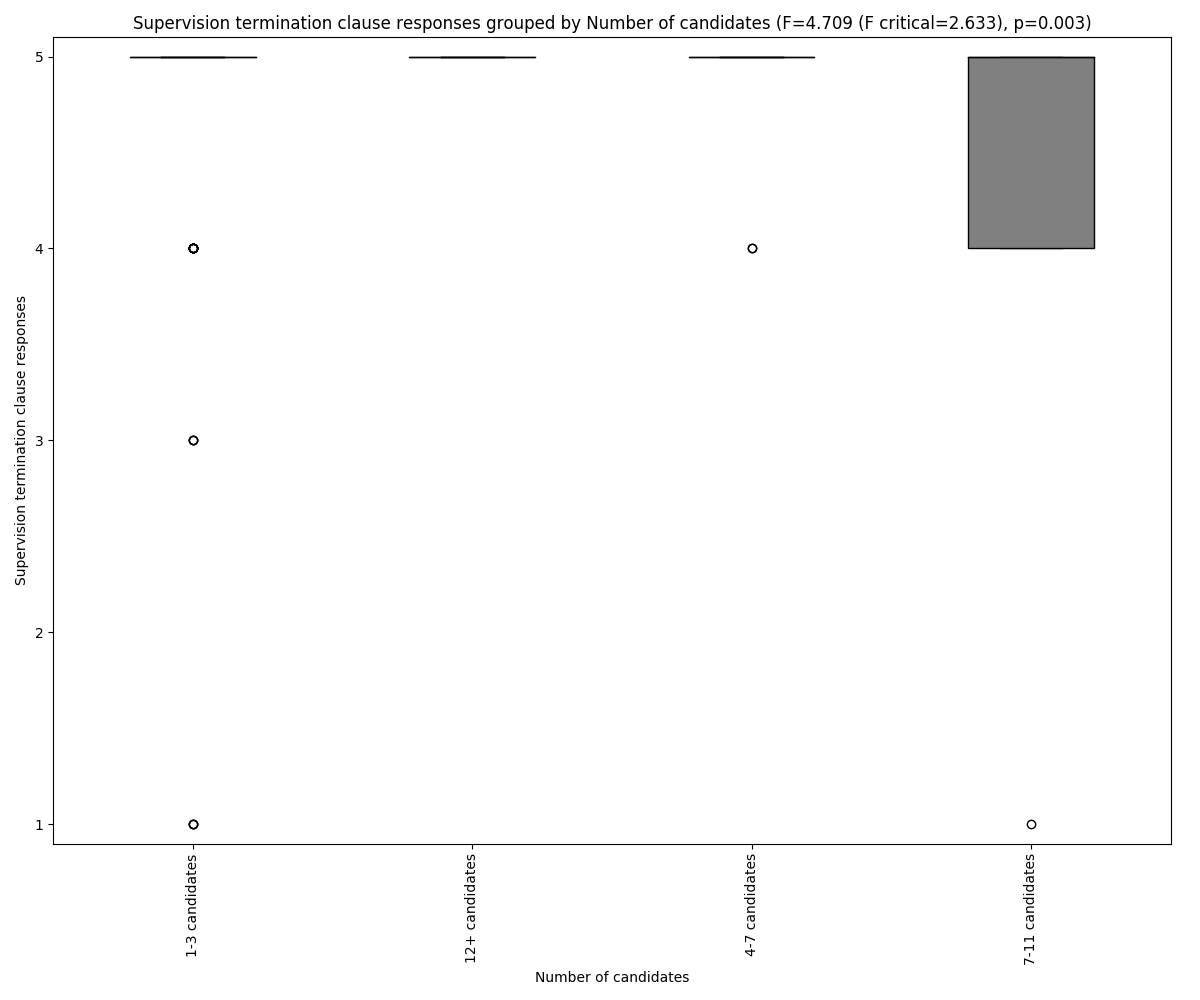 Supervision termination clause responses grouped by Number of candidates (F=4.709 (F critical=2.633), p=0.003)
Supervision termination clause responses
5
4
3
2
1
1-3 candidates
12+ candidates
4-7 candidates
7-11 candidates
Number of candidates